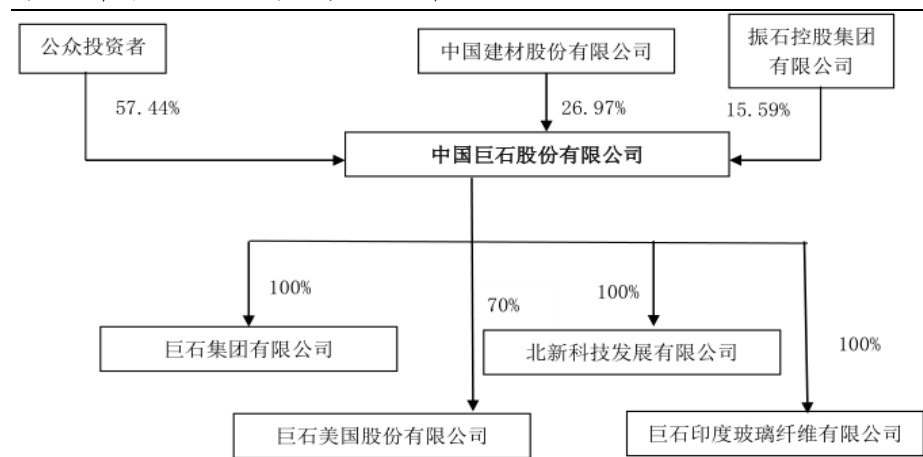 公众投资者
中国建材股份有限公司
振石控股集团
有限公司
57.44%
26.97%
15.59%
中国巨石股份有限公司
100%
70%
100%
100%
巨石集团有限公司
北新科技发展有限公司
巨石美国股份有限公司
巨石印度玻璃纤维有限公司